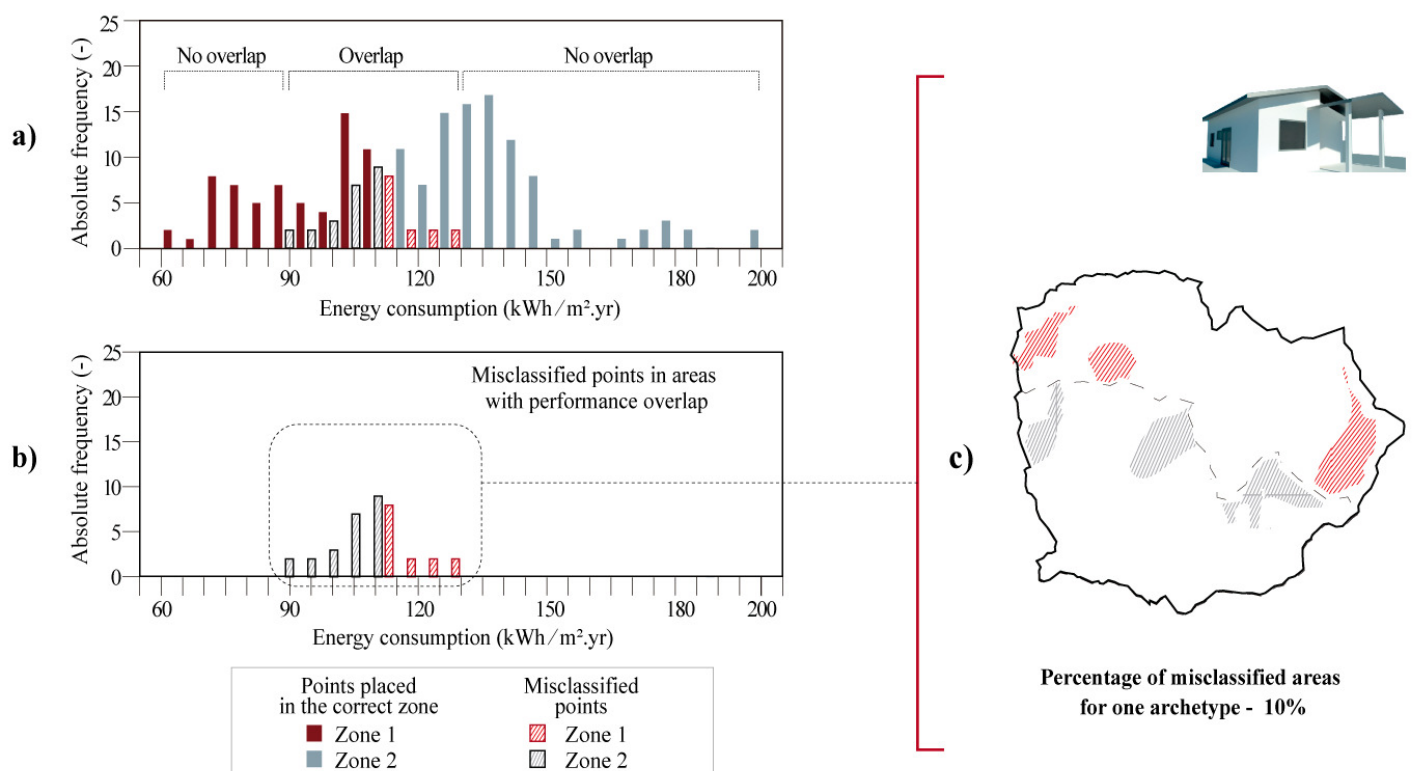 a)
Absolute frequency (-)
25
20
15
10
5
0
No overlap
Overlap
No overlap
60
90
120
150
180
200
Energy consumption (kWh/m².yr)
b)
Absolute frequency (-)
25
20
15
10
5
0
Misclassified points in areas
with performance overlap
60
90
120
150
180
200
Energy consumption (kWh/m².yr)
Points placed
in the correct zone
Zone 1
Zone 2
Misclassified
points
Zone 1
Zone 2
c)
Percentage of misclassified areas
for one archetype - 10%